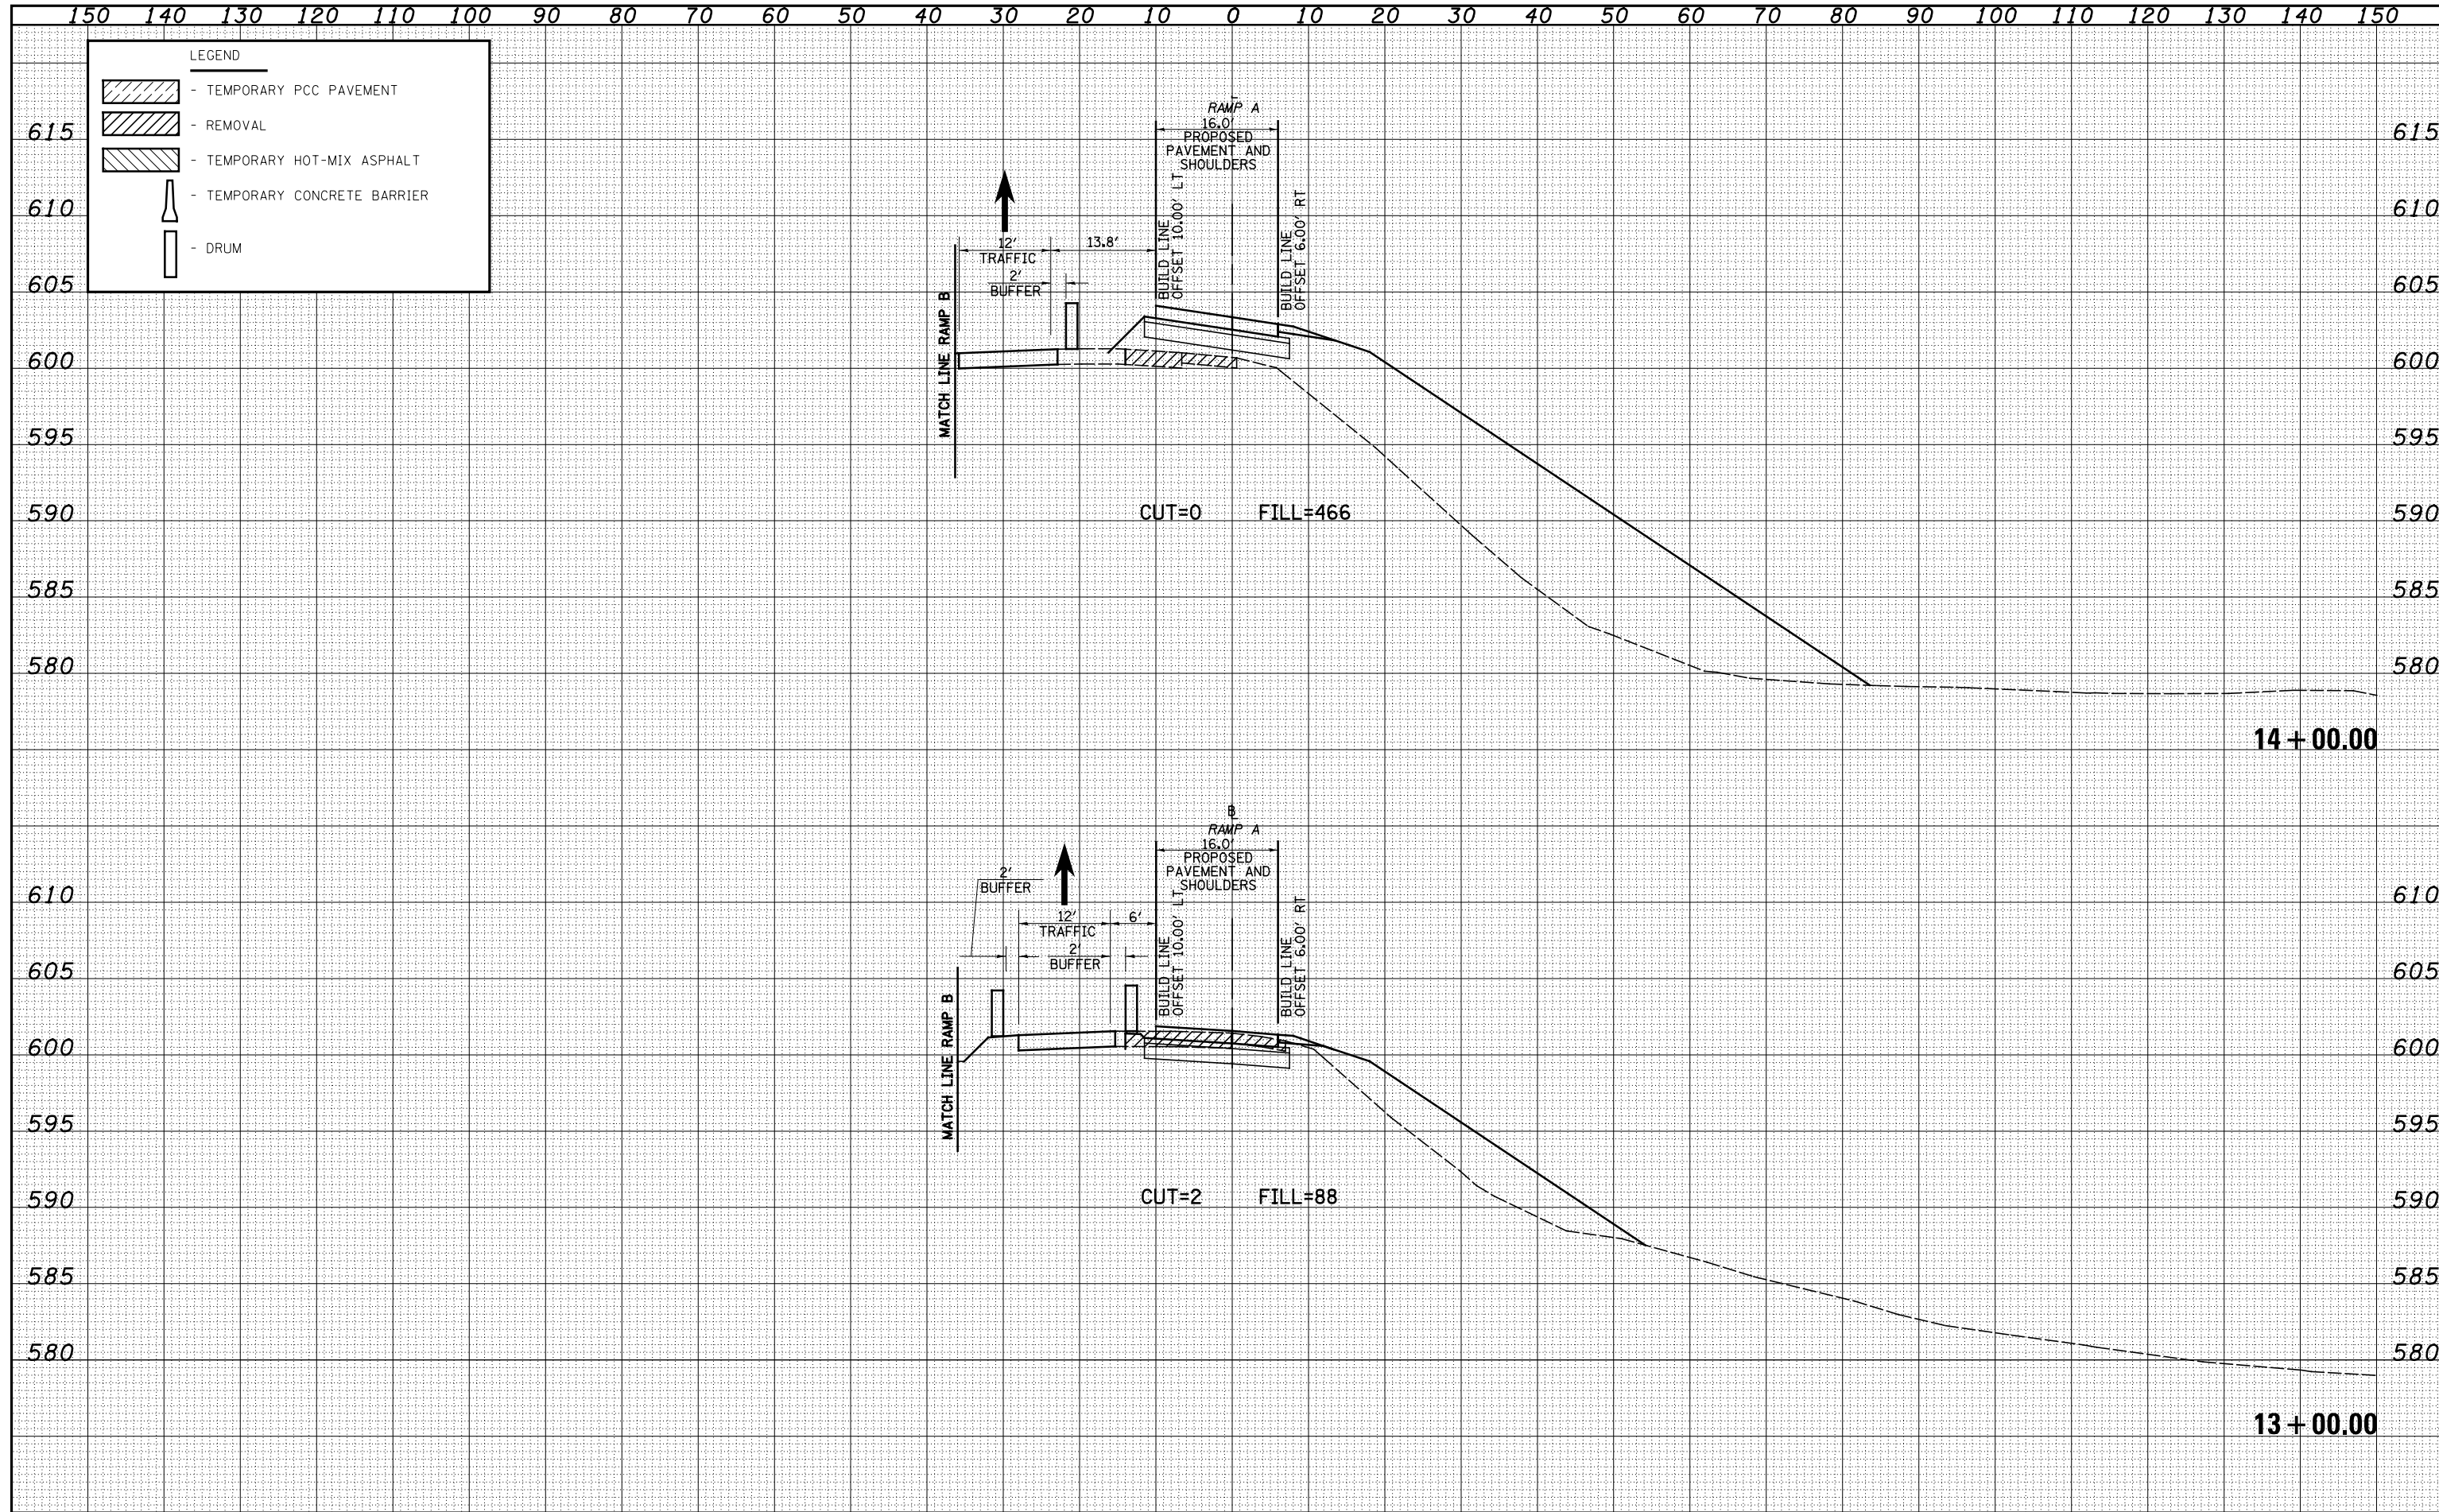 150 140 130 120 110 100 90 80 70 60 50 40 30 20 10 0 10 20 30 40 50 60 70 80 90 100 110 120 130 140 150
LEGEND
- TEMPORARY PCC PAVEMENT
- REMOVAL
- TEMPORARY HOT-MIX ASPHALT
- TEMPORARY CONCRETE BARRIER
- DRUM
RAMP A
16.0'
PROPOSED
PAVEMENT AND
SHOULDERS
615 615
610 610
605 605
600 600
595 595
590 590
585 585
580 580
BUILD LINE
OFFSET 10.00' LT
BUILD LINE
OFFSET 6.00' RT
12'
TRAFFIC
13.8'
2'
BUFFER
MATCH LINE RAMP B
CUT=0 FILL=466
14+00.00
B
RAMP A
16.0'
PROPOSED
PAVEMENT AND
SHOULDERS
2'
BUFFER
12'
TRAFFIC
6'
2'
BUFFER
BUILD LINE
OFFSET 10.00' LT
BUILD LINE
OFFSET 6.00' RT
MATCH LINE RAMP B
610 610
605 605
600 600
595 595
590 590
585 585
580 580
CUT=2 FILL=88
13+00.00